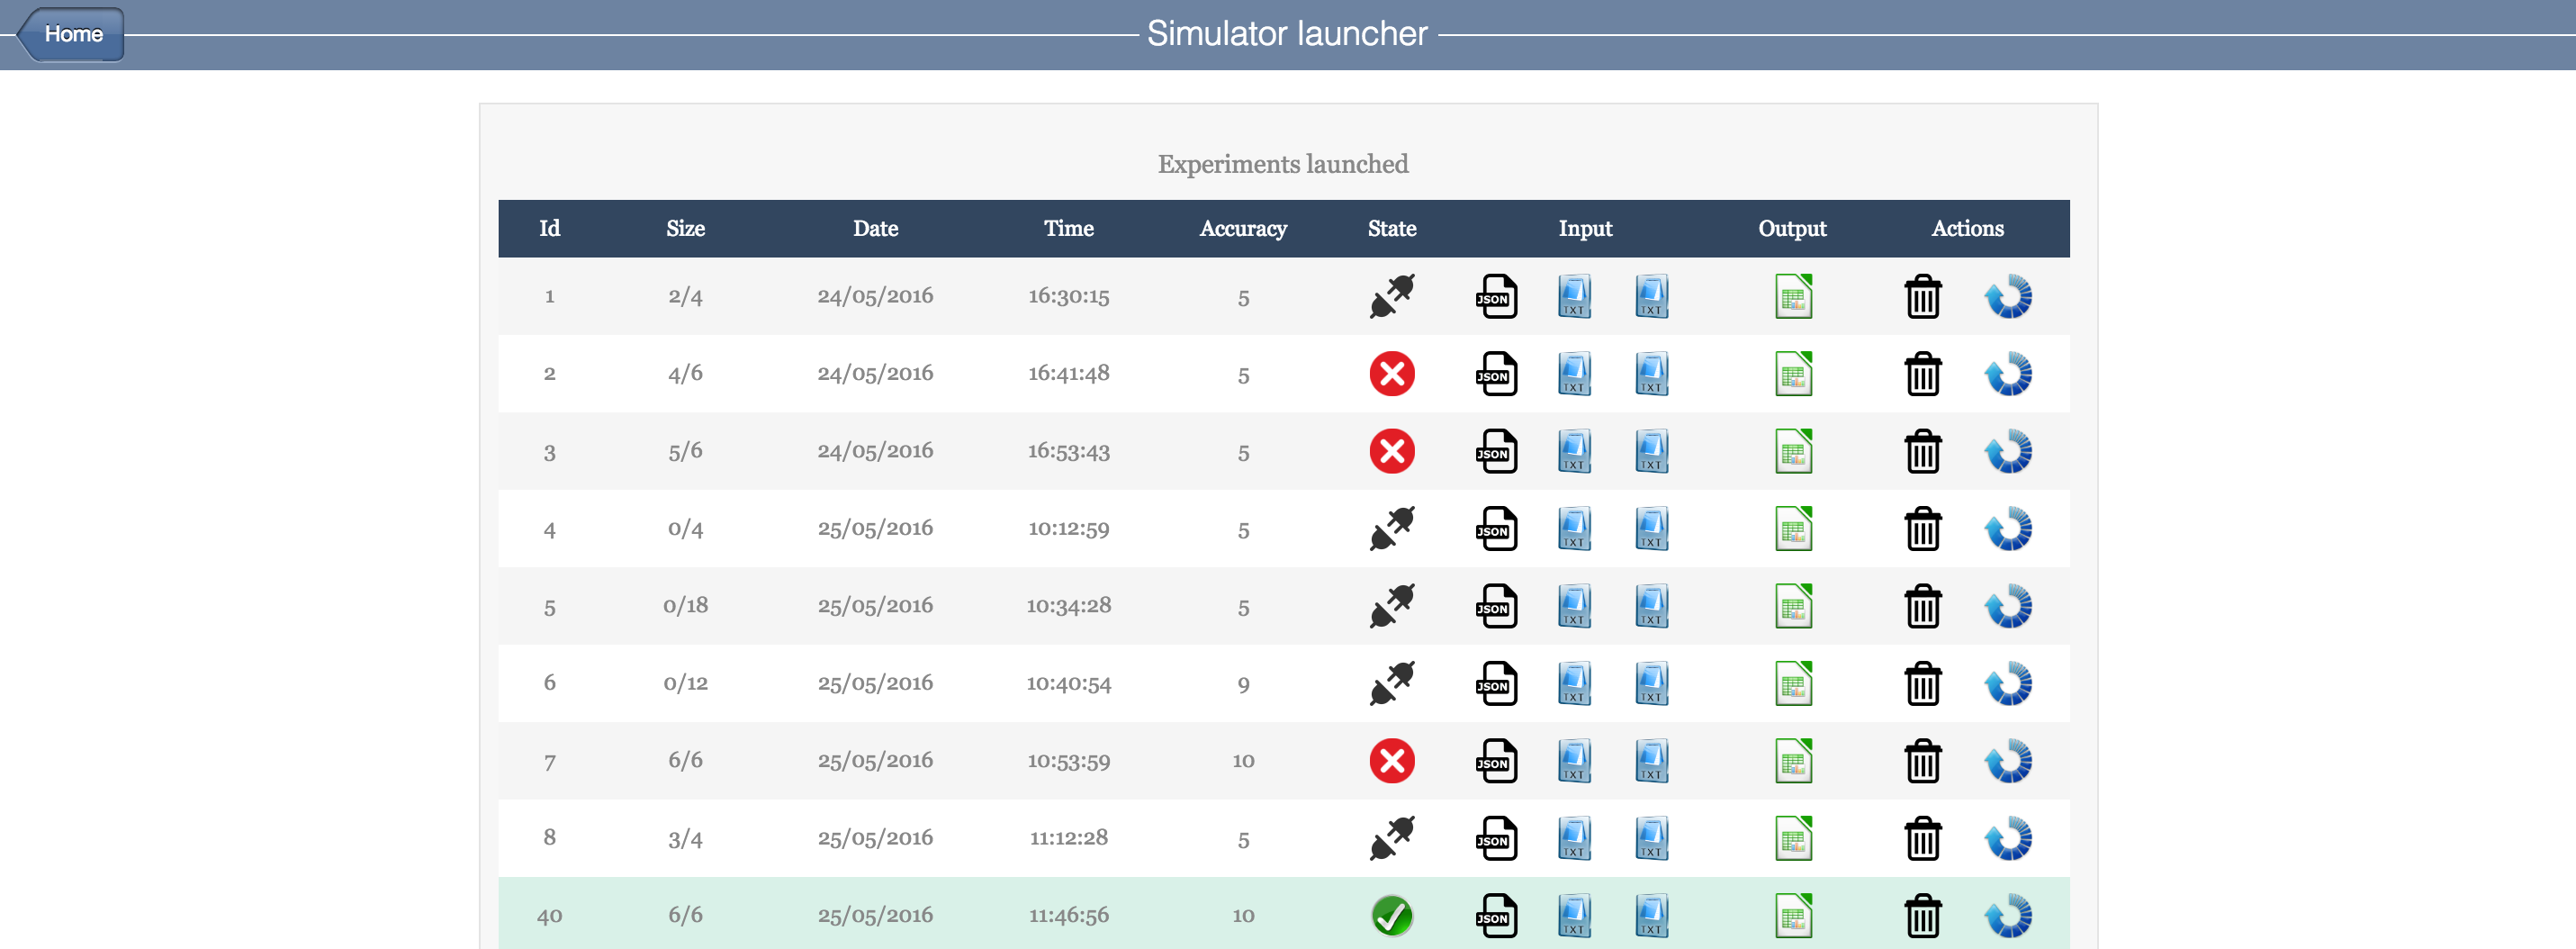 Home
Simulator launcher
Experiments launched
Id Size Date Time Accuracy State Input Output Actions
1 2/4 24/05/2016 16:30:15 5 JSON TXT TXT
2 4/6 24/05/2016 16:41:48 5 JSON TXT TXT
3 5/6 24/05/2016 16:53:43 5 JSON TXT TXT
4 0/4 25/05/2016 10:12:59 5 JSON TXT TXT
5 0/18 25/05/2016 10:34:28 5 JSON TXT TXT
6 0/12 25/05/2016 10:40:54 9 JSON TXT TXT
7 6/6 25/05/2016 10:53:59 10 JSON TXT TXT
8 3/4 25/05/2016 11:12:28 5 JSON TXT TXT
40 6/6 25/05/2016 11:46:56 10 JSON TXT TXT